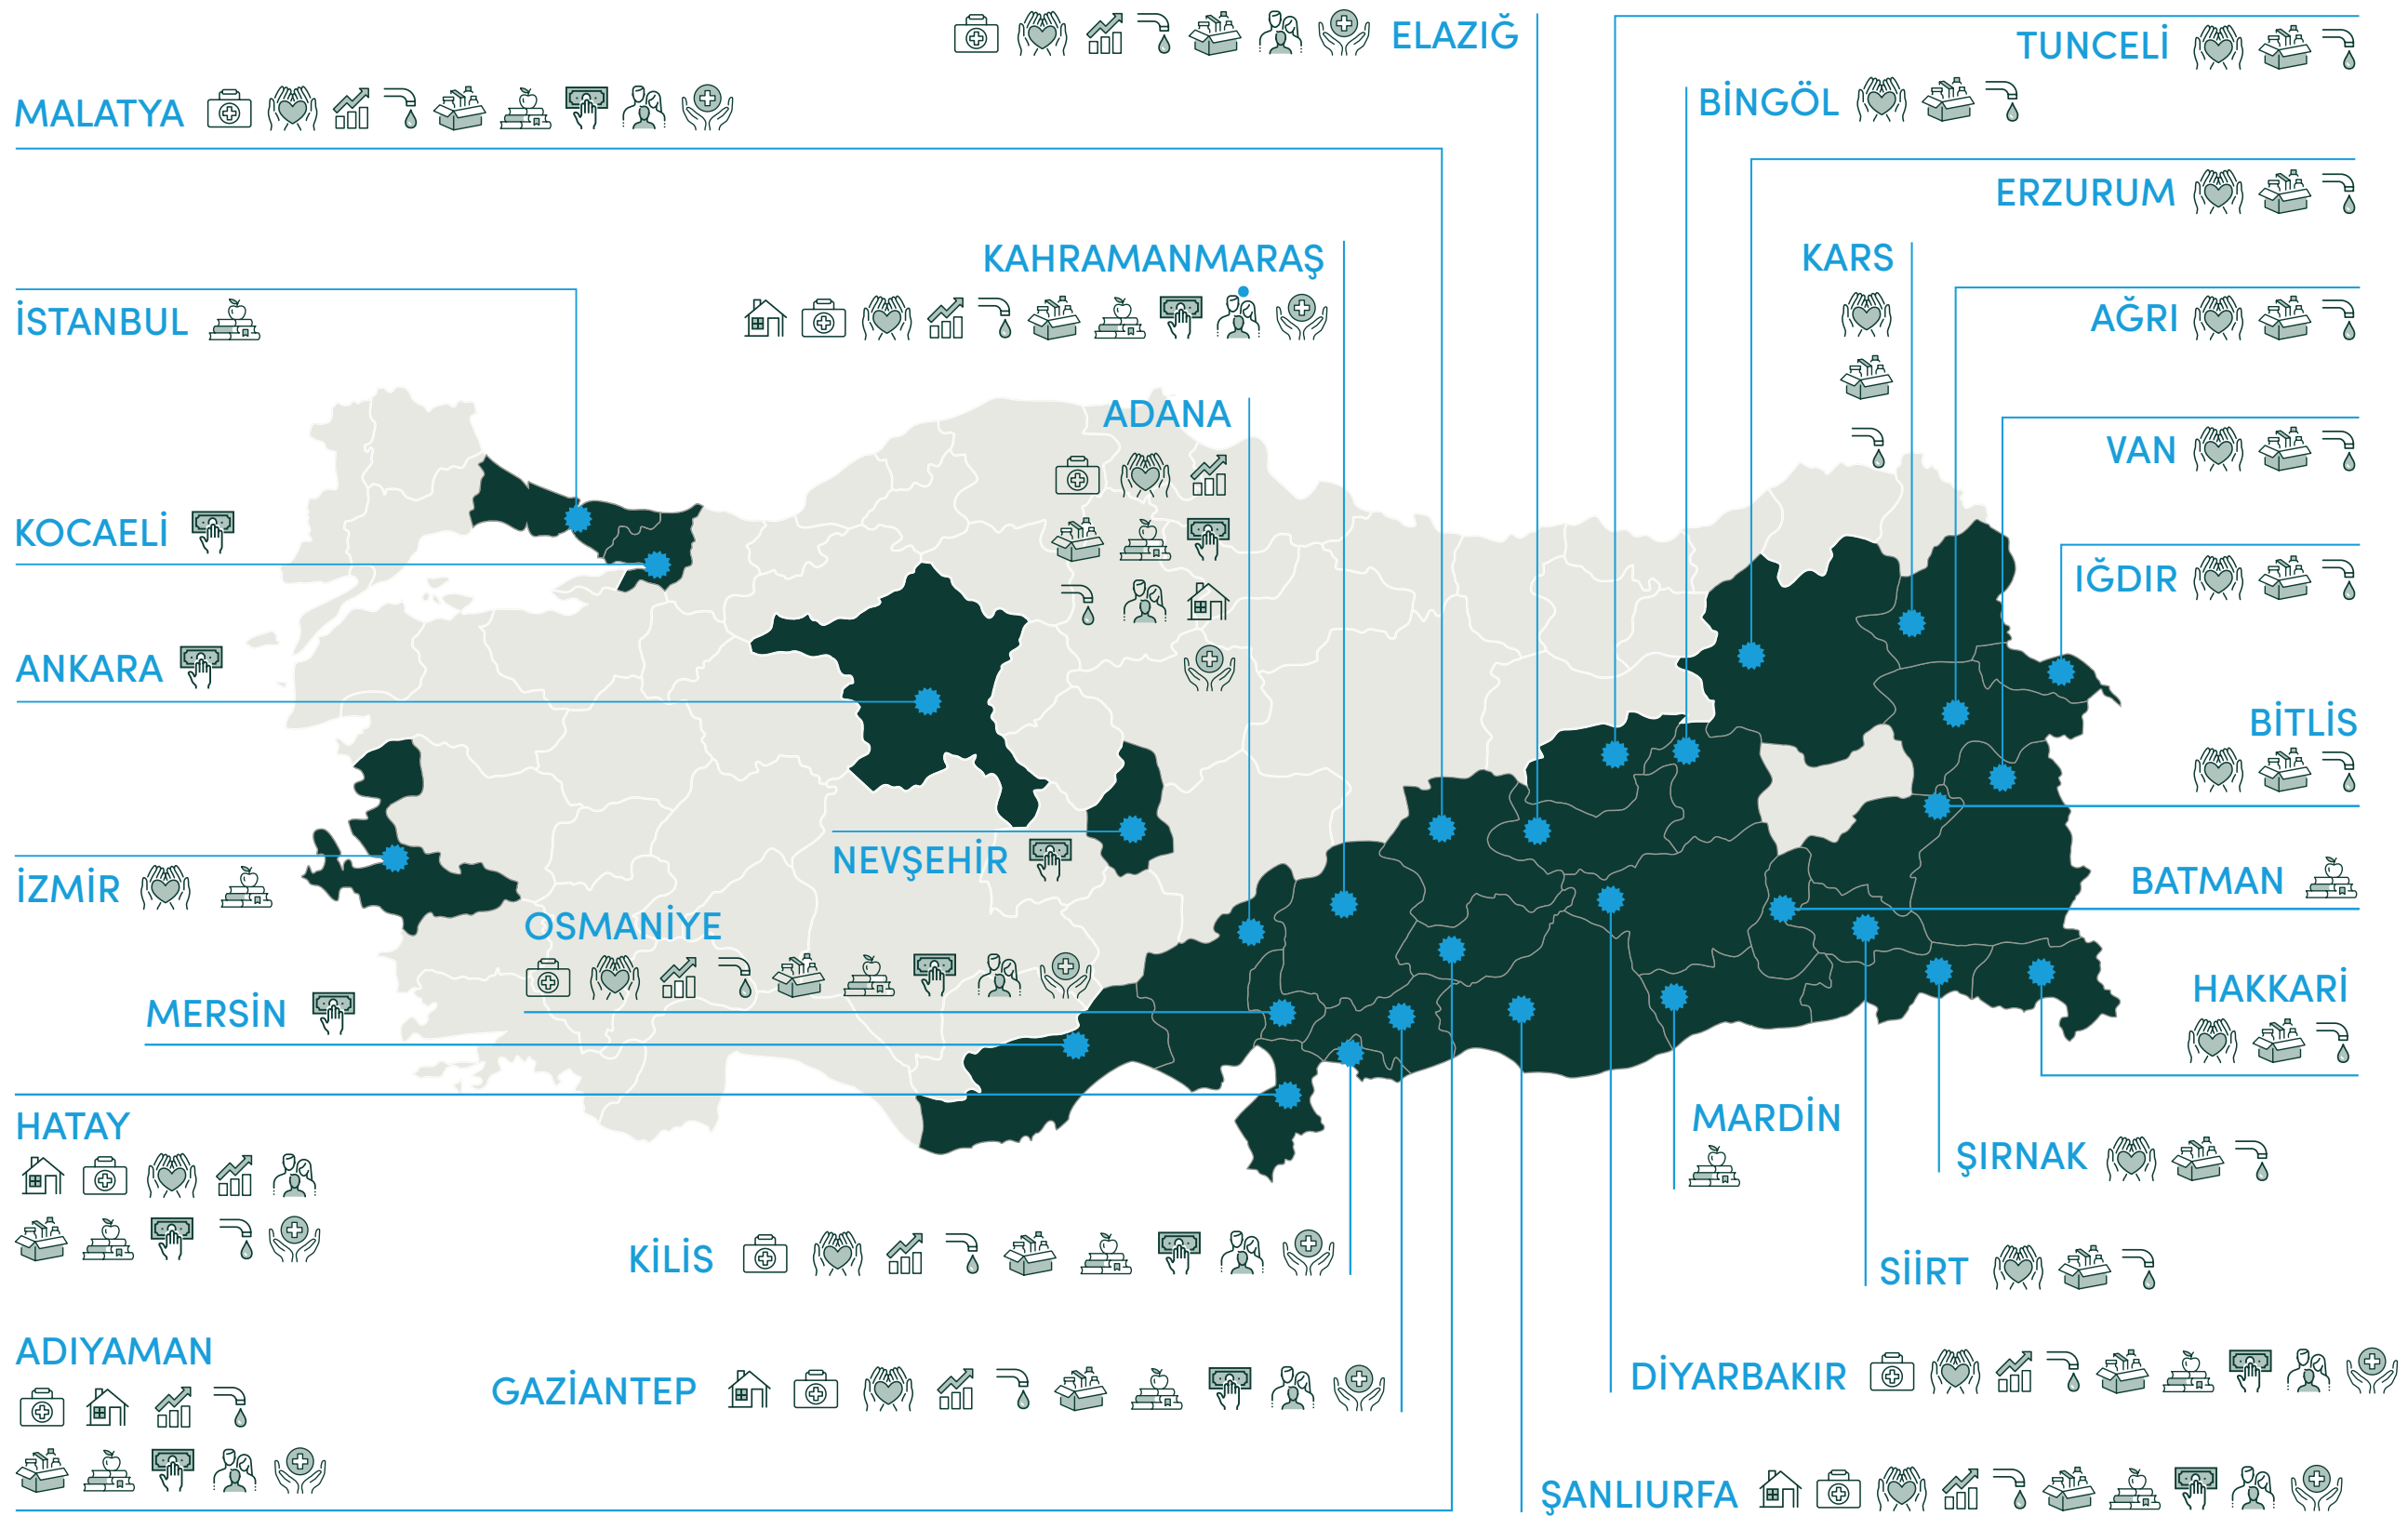 ELAZIĞ
TUNCELİ
MALATYA
BİNGÖL
ERZURUM
KAHRAMANMARAŞ
KARS
İSTANBUL
AĞRI
ADANA
VAN
KOCAELİ
IĞDIR
ANKARA
BİTLİS
NEVŞEHİR
İZMİR
BATMAN
OSMANİYE
MERSİN
HAKKARİ
HATAY
MARDİN
ŞIRNAK
KİLİS
SİİRT
ADIYAMAN
GAZİANTEP
DİYARBAKIR
ŞANLIURFA